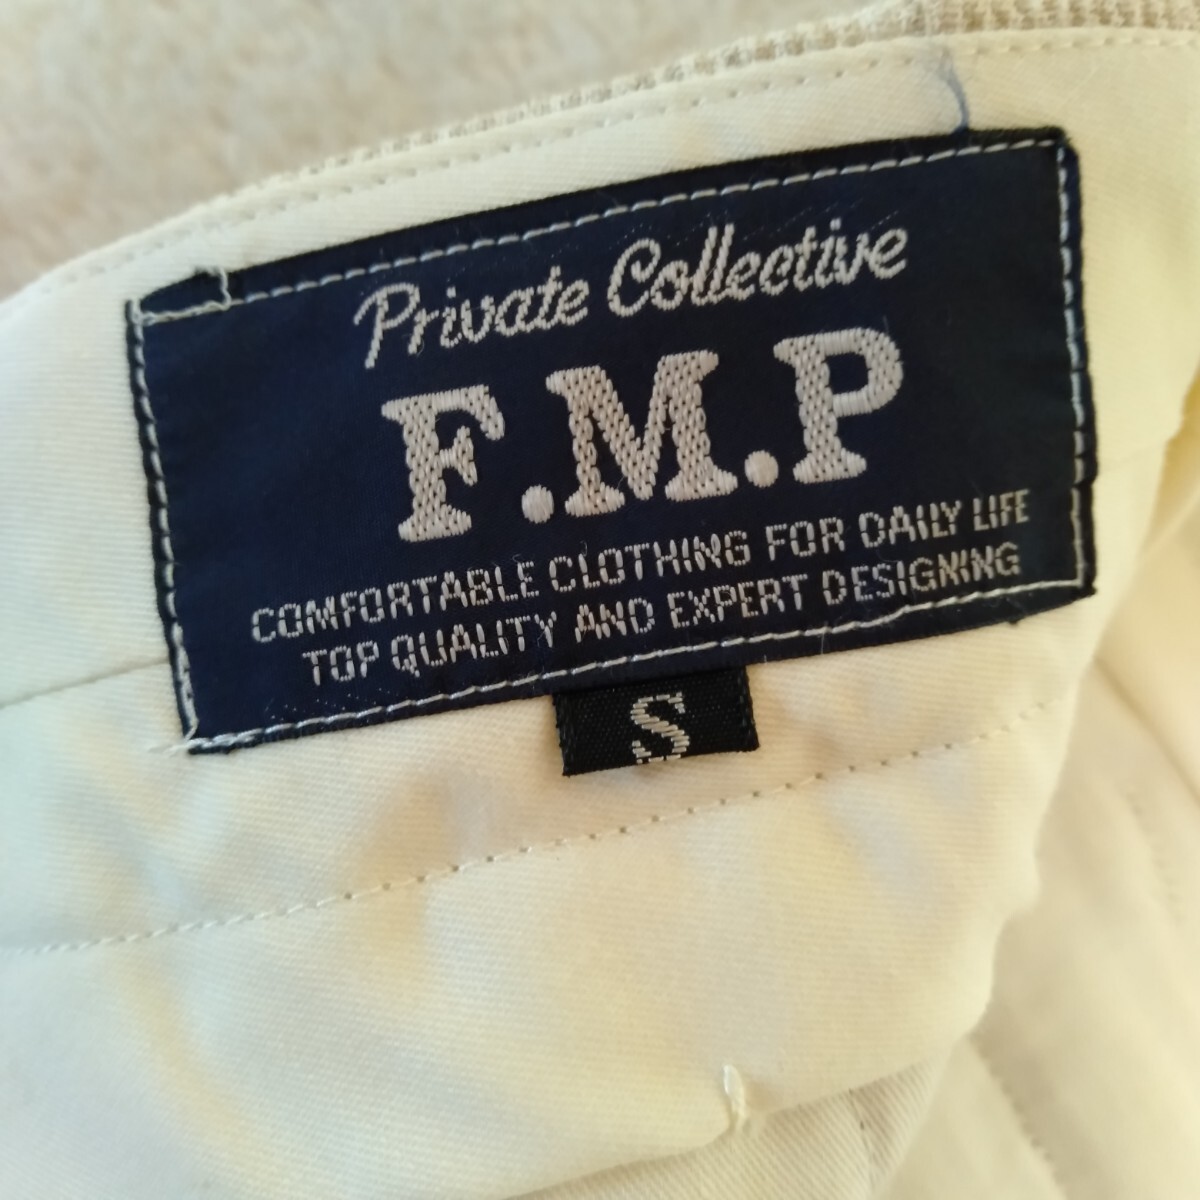 Private Collective
F.M.P
COMFORTABLE CLOTHING FOR DAILY LIFE
TOP QUALITY AND EXPERT DESIGNING
S